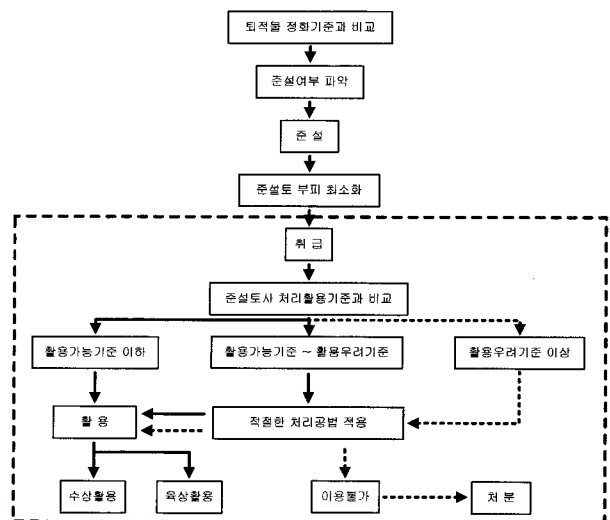 퇴적물 정화기준과 비교
준설여부 파악
준 설
준설토 부피 최소화
취 급
준설토사 처리활용기준과 비교
활용가능기준 이하
활용가능기준 ~ 활용우려기준
활용우려기준 이상
활 용
적절한 처리공법 적용
수상활용
육상활용
이용불가
처 분